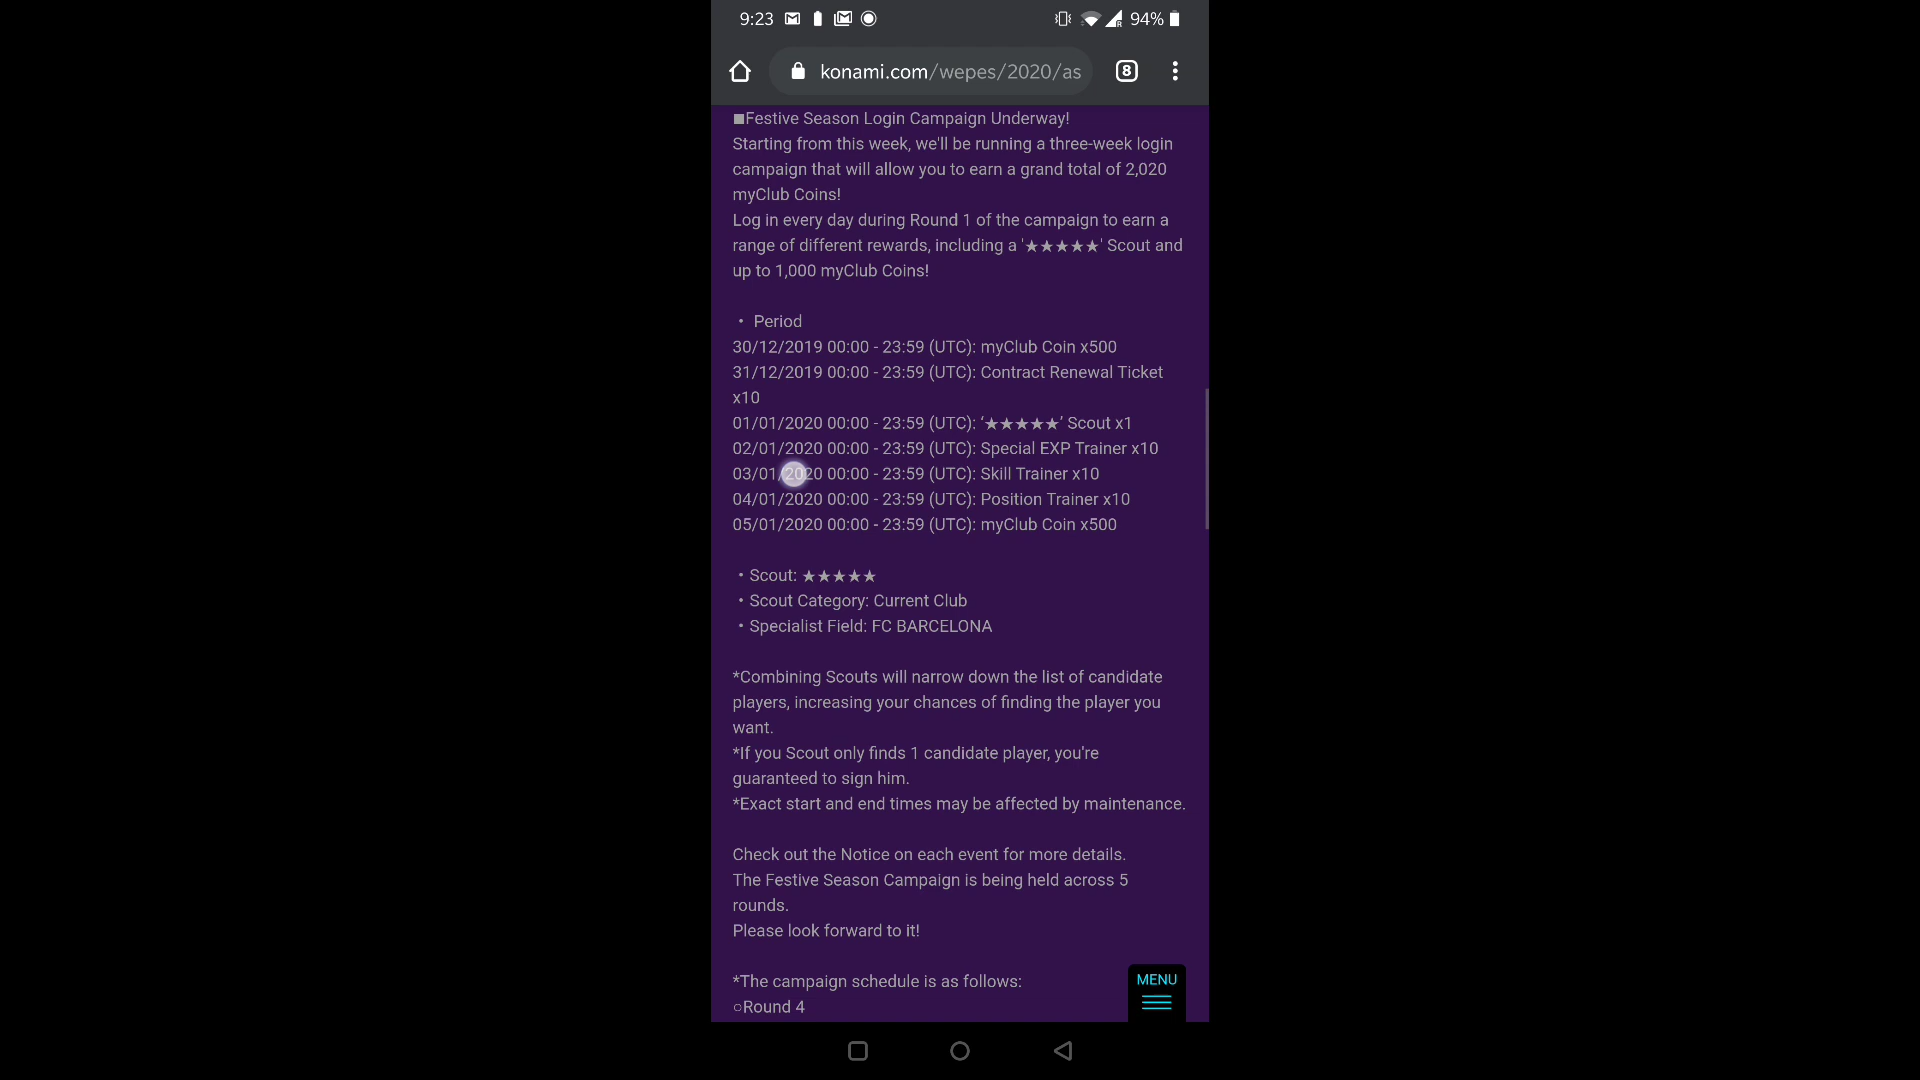 9:23
94%
konami.com/wepes/2020/as
8
■Festive Season Login Campaign Underway!
Starting from this week, we'll be running a three-week login
campaign that will allow you to earn a grand total of 2,020
myClub Coins!
Log in every day during Round 1 of the campaign to earn a
range of different rewards, including a '★★★★★' Scout and
up to 1,000 myClub Coins!
・ Period
30/12/2019 00:00 - 23:59 (UTC): myClub Coin x500
31/12/2019 00:00 - 23:59 (UTC): Contract Renewal Ticket
x10
01/01/2020 00:00 - 23:59 (UTC): ‘★★★★★’ Scout x1
02/01/2020 00:00 - 23:59 (UTC): Special EXP Trainer x10
03/01/2020 00:00 - 23:59 (UTC): Skill Trainer x10
04/01/2020 00:00 - 23:59 (UTC): Position Trainer x10
05/01/2020 00:00 - 23:59 (UTC): myClub Coin x500
・Scout: ★★★★★
・Scout Category: Current Club
・Specialist Field: FC BARCELONA
*Combining Scouts will narrow down the list of candidate
players, increasing your chances of finding the player you
want.
*If you Scout only finds 1 candidate player, you're
guaranteed to sign him.
*Exact start and end times may be affected by maintenance.
Check out the Notice on each event for more details.
The Festive Season Campaign is being held across 5
rounds.
Please look forward to it!
*The campaign schedule is as follows:
○Round 4
MENU